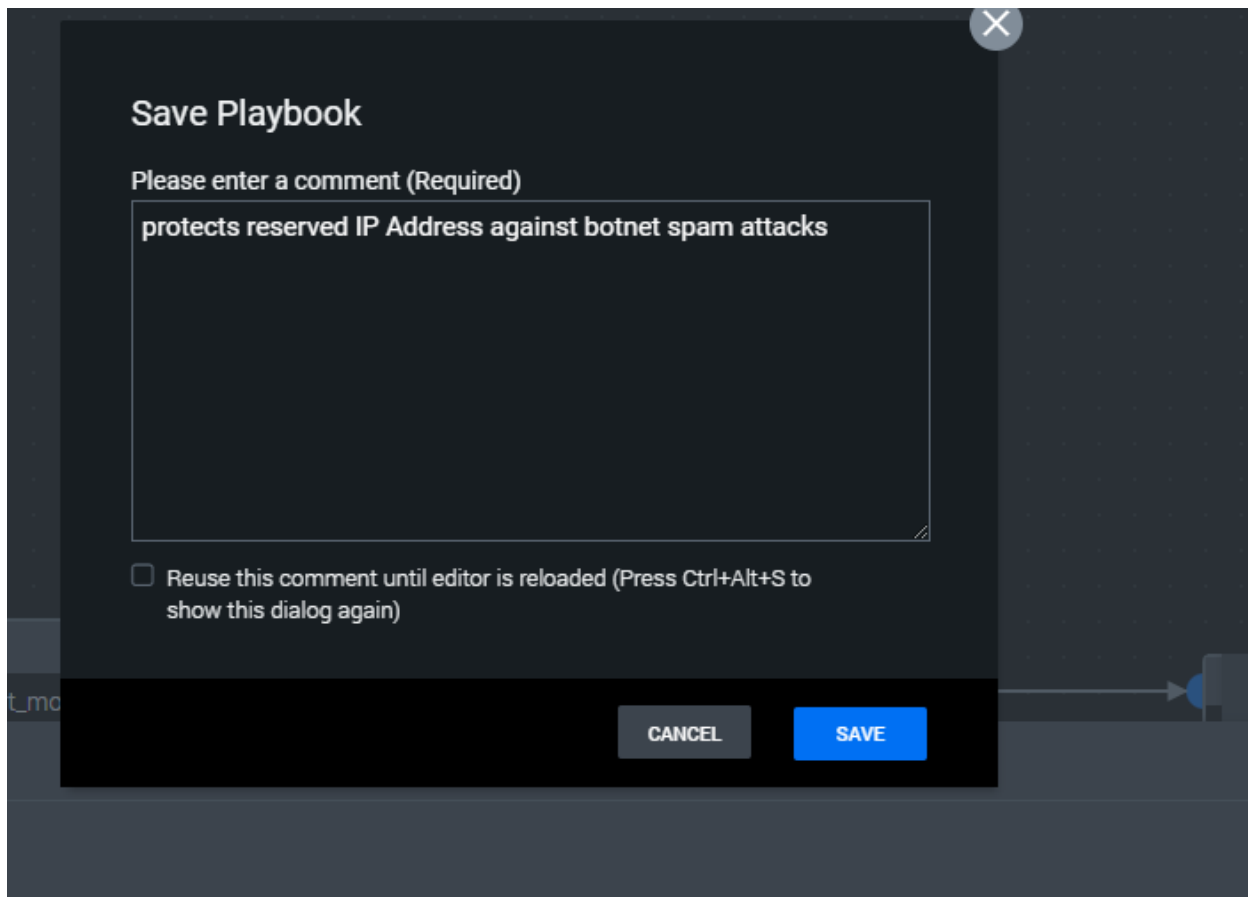 Save Playbook
Please enter a comment (Required)
protects reserved IP Address against botnet spam attacks
Reuse this comment until editor is reloaded (Press Ctrl+Alt+S to
show this dialog again)
t_mo
CANCEL
SAVE